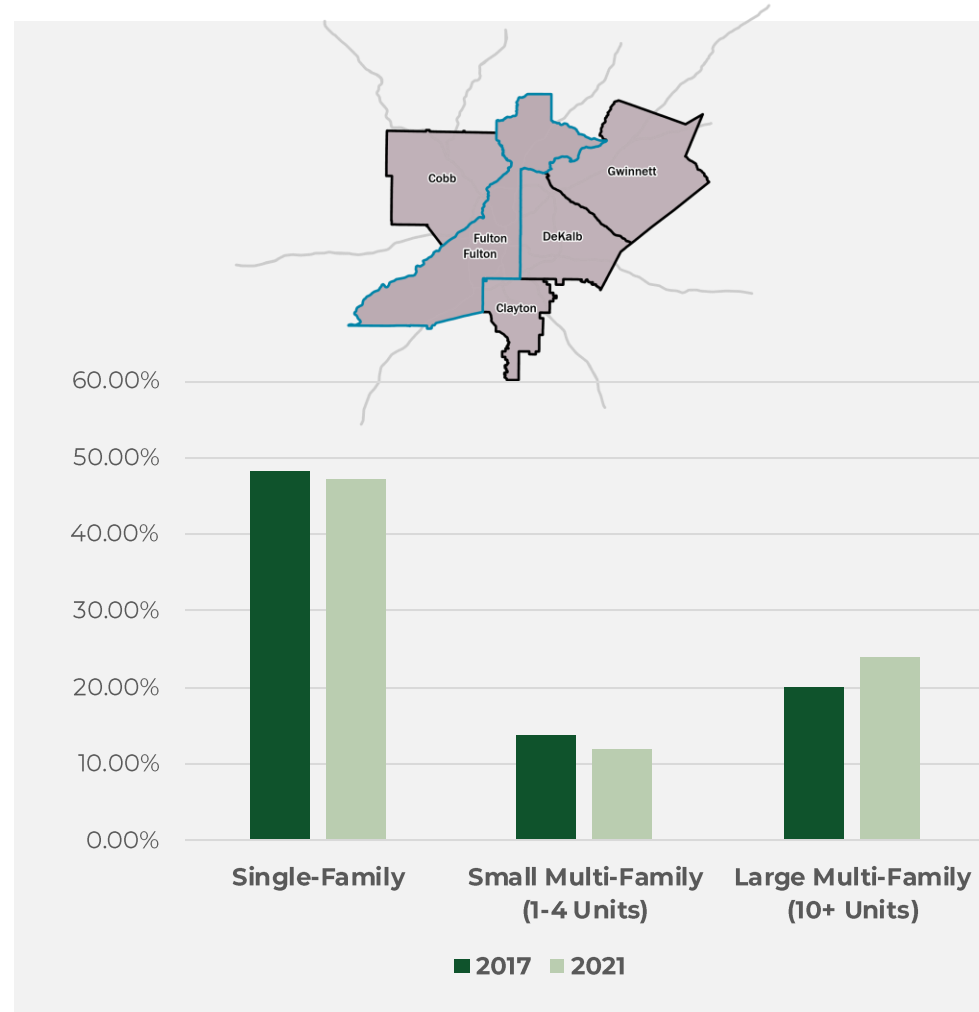 Cobb
Gwinnett
Fulton
DeKalb
Fulton
Clayton
60.00%
50.00%
40.00%
30.00%
20.00%
10.00%
0.00%
Single-Family
Small Multi-Family
(1-4 Units)
Large Multi-Family
(10+ Units)
2017
2021